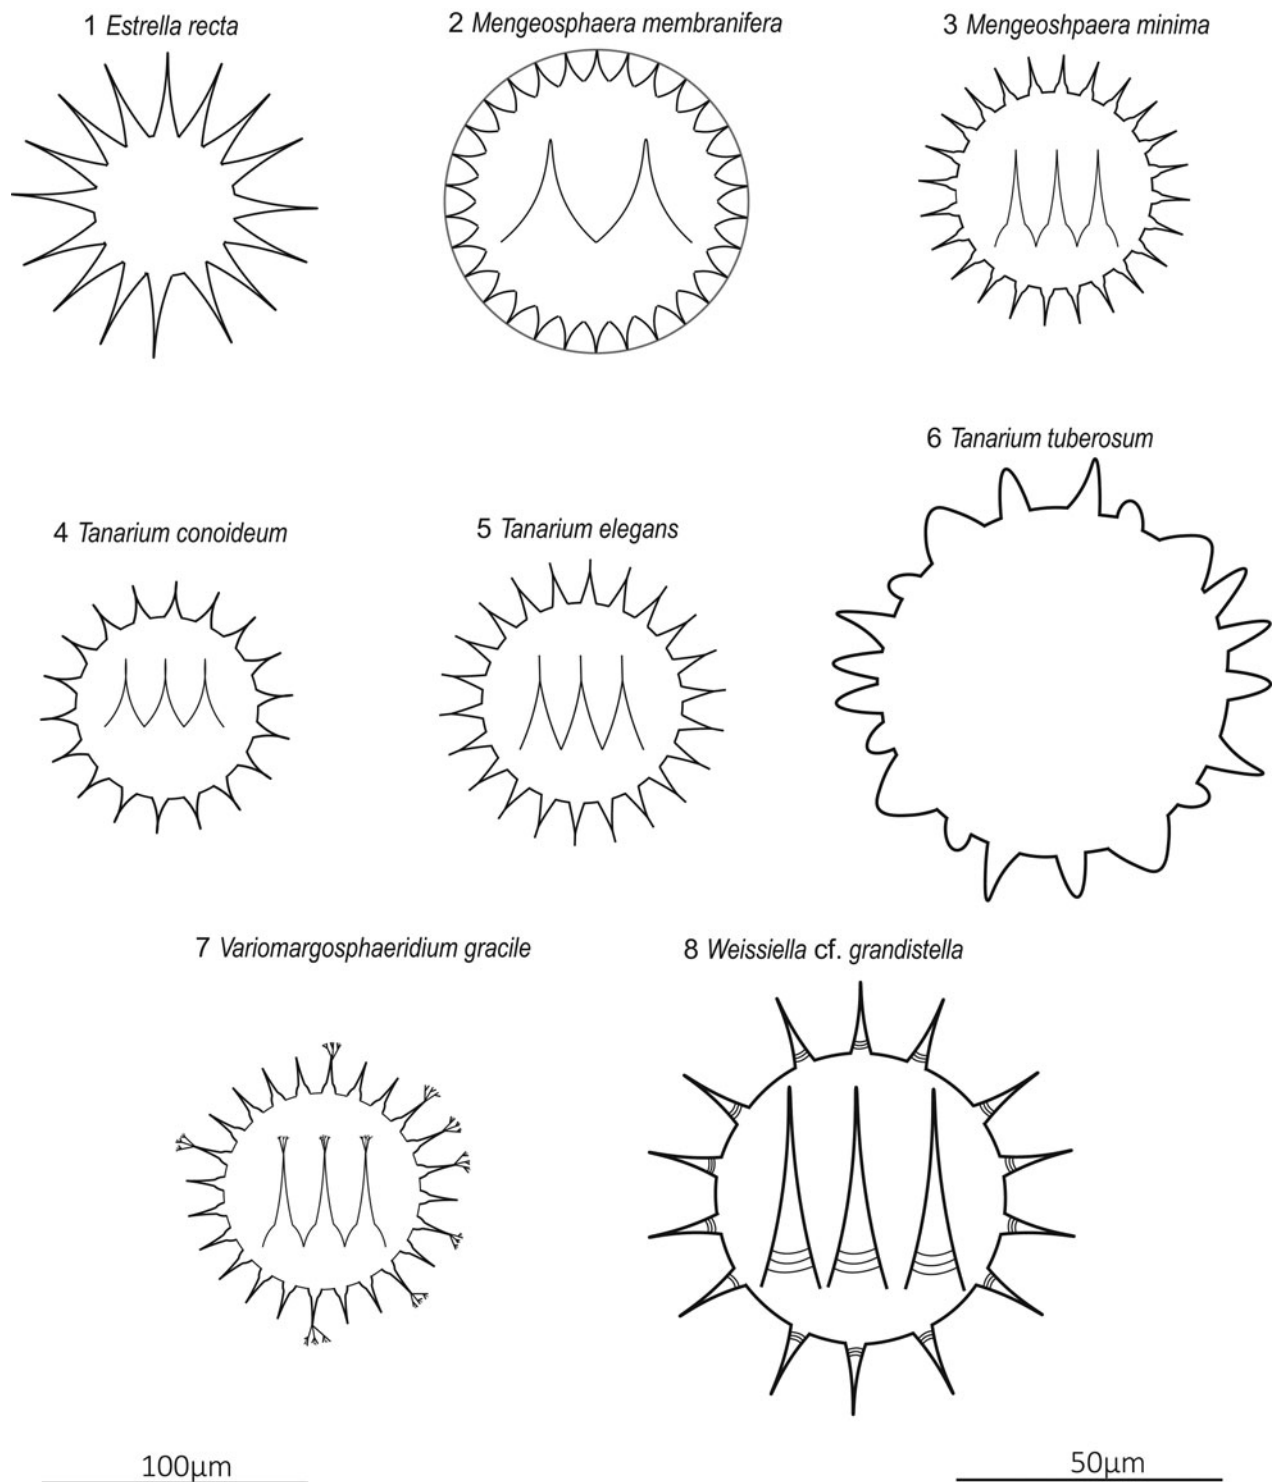 1 Estrella recta
2 Mengeosphaera membranifera
3 Mengeoshpaera minima
4 Tanarium conoideum
5 Tanarium elegans
6 Tanarium tuberosum
7 Variomargosphaeridium gracile
8 Weissiella cf. grandistella
100μm
50μm